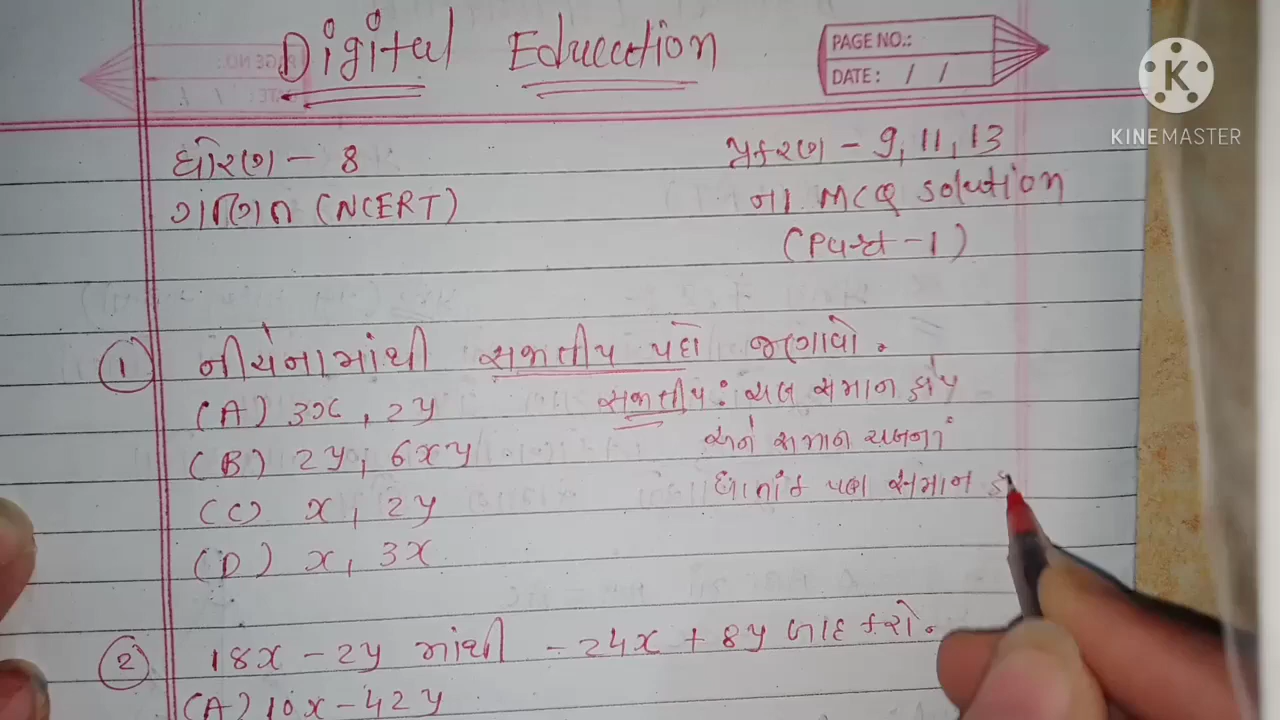 Digital Education
PAGE NO.:
DATE: / /
KINEMASTER
ધોરણ - 8
પ્રકરણ - 9, 11, 13
ગણિત (NCERT)
ના MCQ solution
(Part - 1)
① નીચેનામાંથી સજાતીય પદો જણાવો.
(A) 3x, 2y
સજાતીય : ચલ સમાન હોય
(B) 2y, 6xy
અને સમાન ચલનાં
(C) x, 2y
ઘાતાંક પણ સમાન
(D) x, 3x
② 18x - 2y માંથી - 24x + 8y બાદ કરો.
(A) 10x - 42y